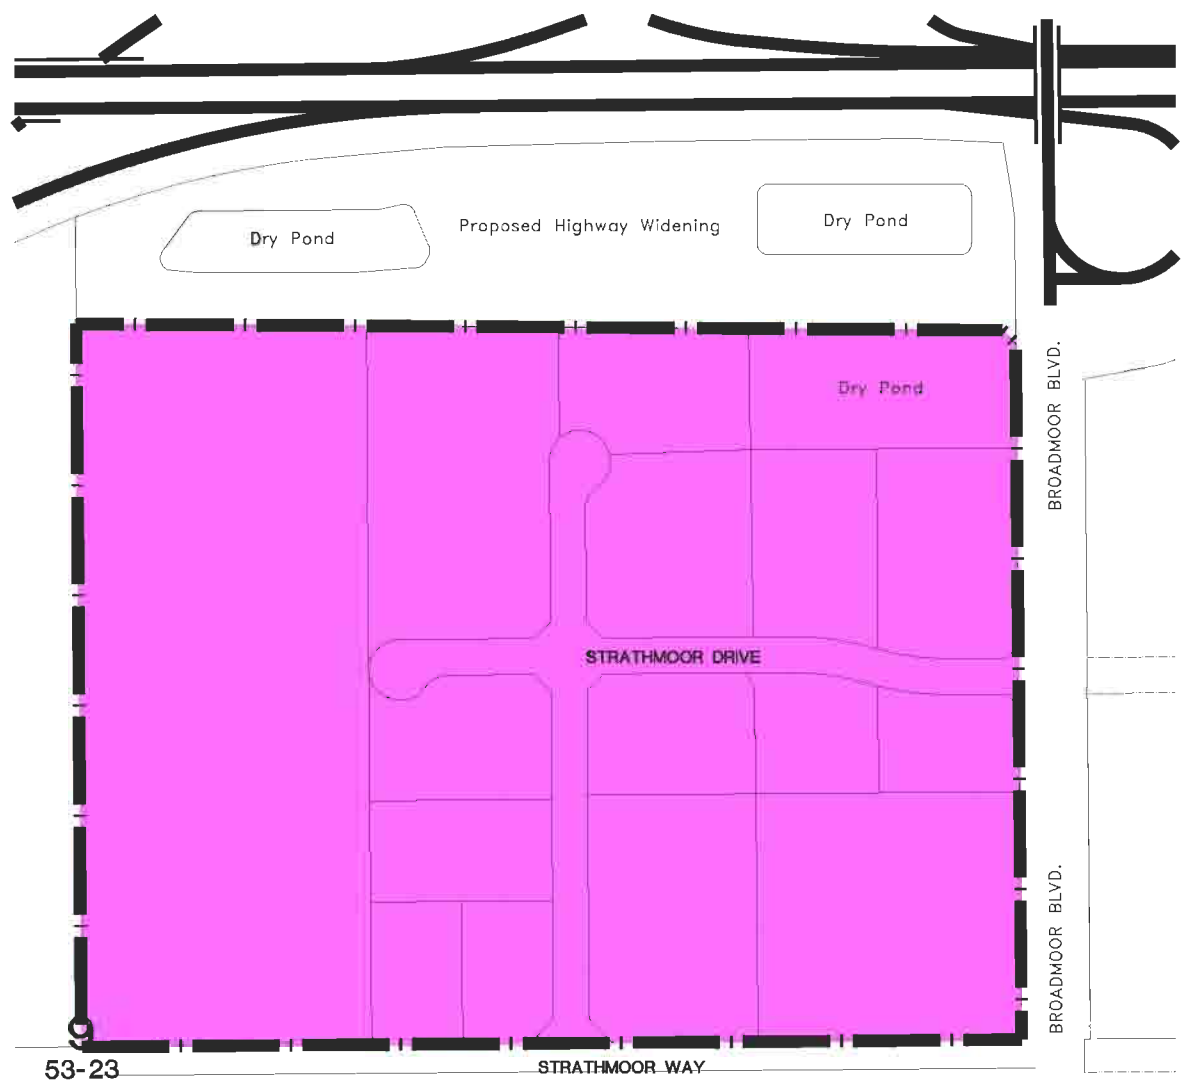 Dry Pond
Proposed Highway Widening
Dry Pond
Dry Pond
BROADMOOR BLVD.
STRATHMOOR DRIVE
BROADMOOR BLVD.
9
53-23
STRATHMOOR WAY